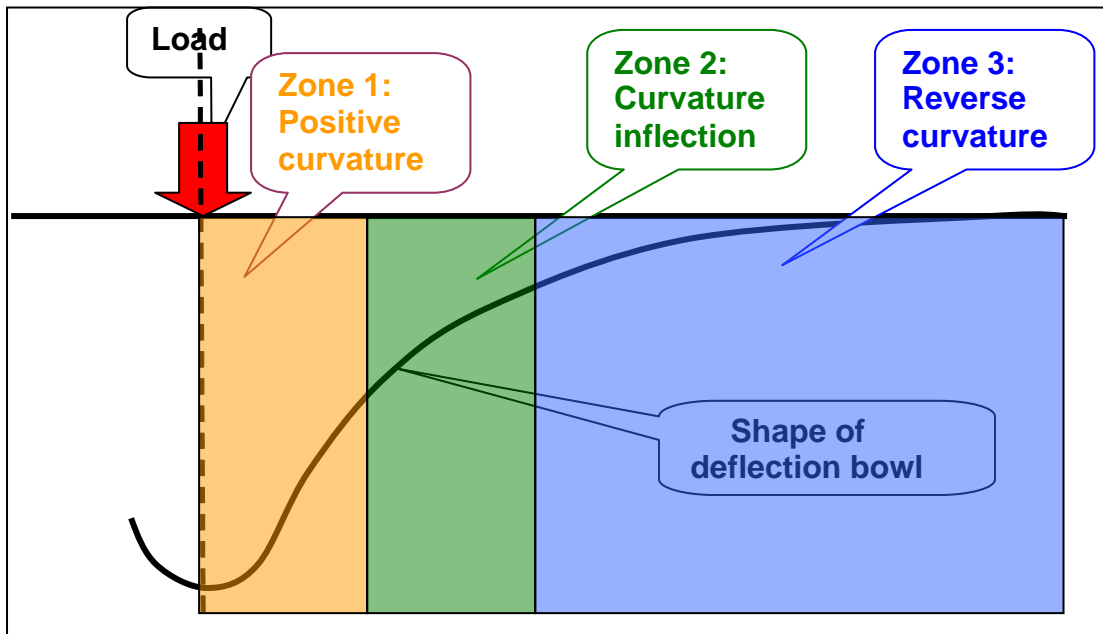 Load
Zone 1:
Positive
curvature
Zone 2:
Curvature
inflection
Zone 3:
Reverse
curvature
Shape of
deflection bowl